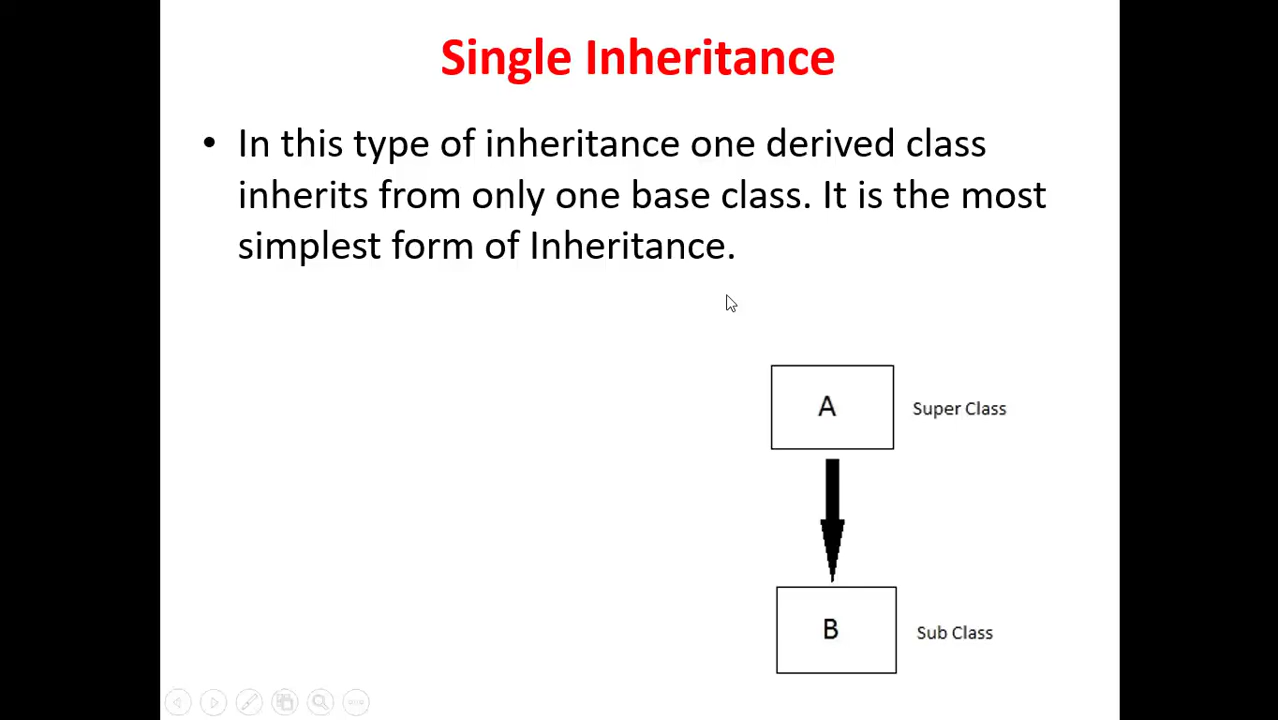 Single Inheritance
• In this type of inheritance one derived class
inherits from only one base class. It is the most
simplest form of Inheritance.
A
Super Class
B
Sub Class